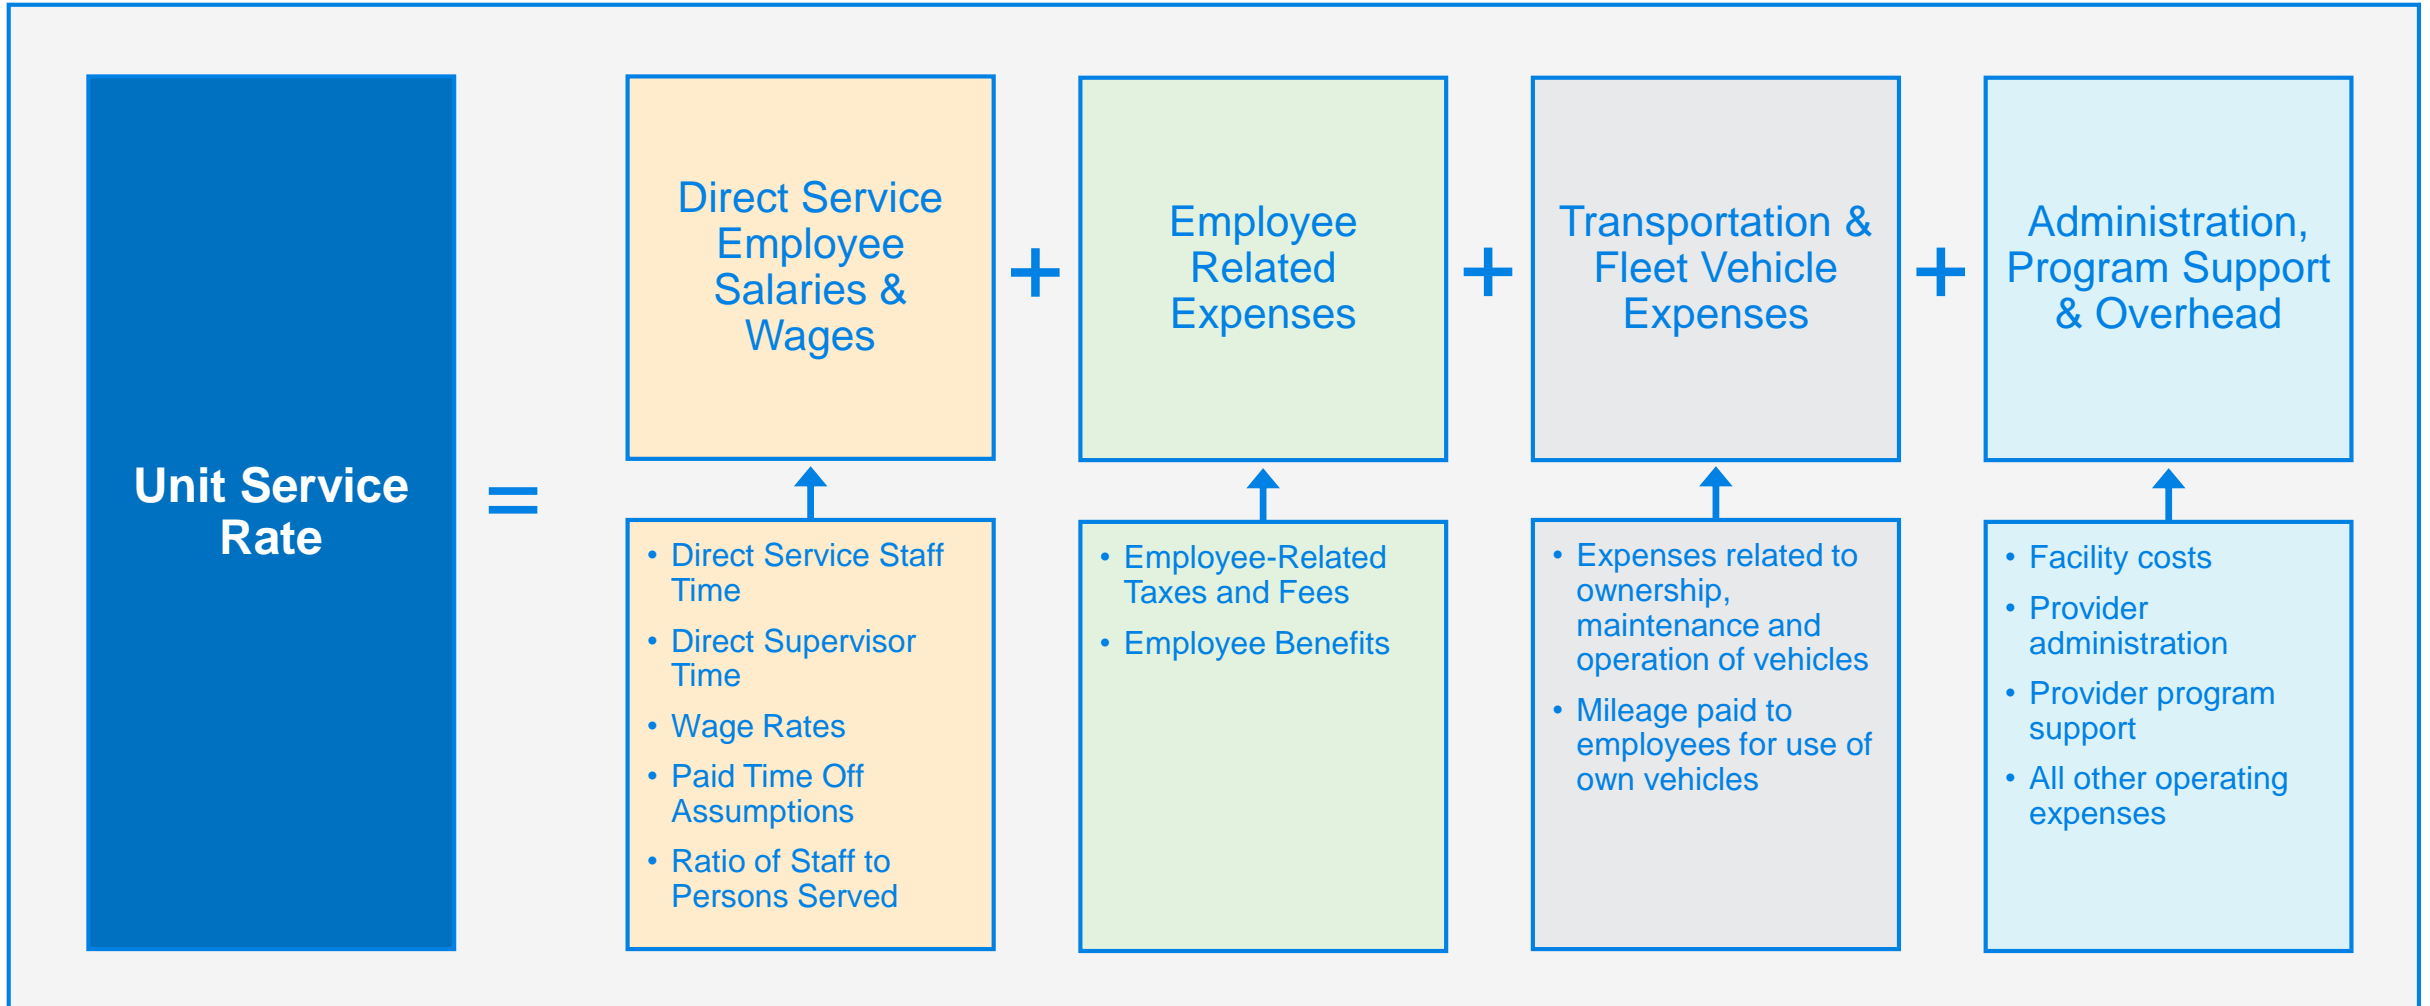 Unit Service
Rate
=
Direct Service
Employee
Salaries &
Wages
+
Employee
Related
Expenses
+
Transportation &
Fleet Vehicle
Expenses
+
Administration,
Program Support
& Overhead
• Direct Service Staff
Time
• Direct Supervisor
Time
• Wage Rates
• Paid Time Off
Assumptions
• Ratio of Staff to
Persons Served
• Employee-Related
Taxes and Fees
• Employee Benefits
• Expenses related to
ownership,
maintenance and
operation of vehicles
• Mileage paid to
employees for use of
own vehicles
• Facility costs
• Provider
administration
• Provider program
support
• All other operating
expenses